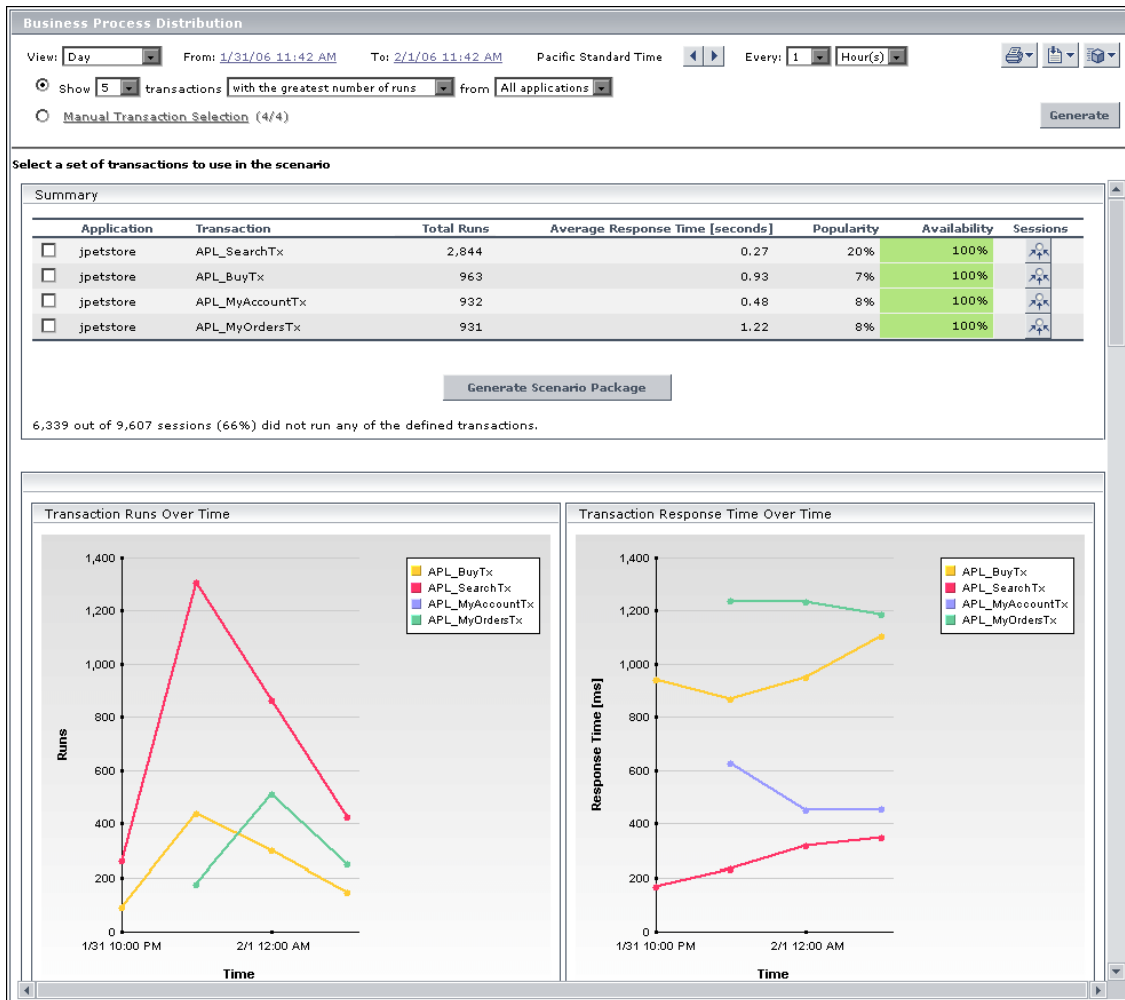 Business Process Distribution
View: Day From: 1/31/06 11:42 AM To: 2/1/06 11:42 AM Pacific Standard Time Every: 1 Hour(s)
Show 5 transactions with the greatest number of runs from All applications
Manual Transaction Selection (4/4) Generate
Select a set of transactions to use in the scenario
Summary
Application Transaction Total Runs Average Response Time [seconds] Popularity Availability Sessions
jpetstore APL_SearchTx 2,844 0.27 20% 100%
jpetstore APL_BuyTx 963 0.93 7% 100%
jpetstore APL_MyAccountTx 932 0.48 8% 100%
jpetstore APL_MyOrdersTx 931 1.22 8% 100%
Generate Scenario Package
6,339 out of 9,607 sessions (66%) did not run any of the defined transactions.
Transaction Runs Over Time
1,400
1,200
1,000
800
600
400
200
0
Runs
1/31 10:00 PM 2/1 12:00 AM
Time
APL_BuyTx
APL_SearchTx
APL_MyAccountTx
APL_MyOrdersTx
Transaction Response Time Over Time
1,400
1,200
1,000
800
600
400
200
0
Response Time [ms]
1/31 10:00 PM 2/1 12:00 AM
Time
APL_BuyTx
APL_SearchTx
APL_MyAccountTx
APL_MyOrdersTx